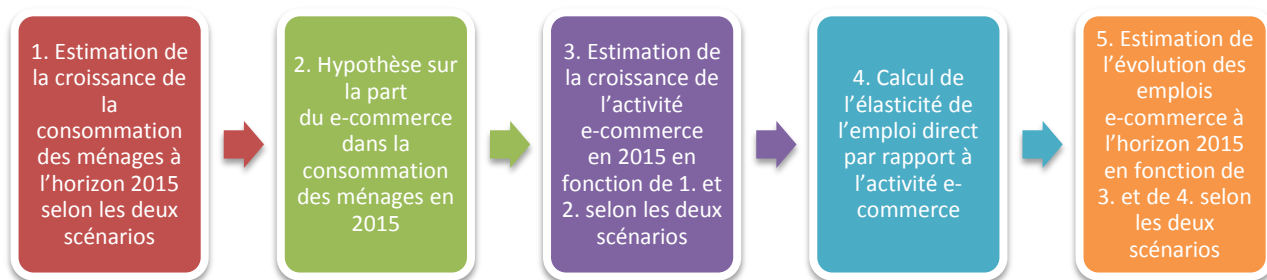 1. Estimation de
la croissance de
la
consommation
des ménages à
l’horizon 2015
selon les deux
scénarios
2. Hypothèse sur
la part
du e-commerce
dans la
consommation
des ménages en
2015
3. Estimation de
la croissance de
l’activité
e-commerce
en 2015 en
fonction de 1. et
2. selon les deux
scénarios
4. Calcul de
l’élasticité de
l’emploi direct
par rapport à
l’activité e-
commerce
5. Estimation de
l’évolution des
emplois
e-commerce à
l’horizon 2015
en fonction de
3. et de 4. selon
les deux
scénarios